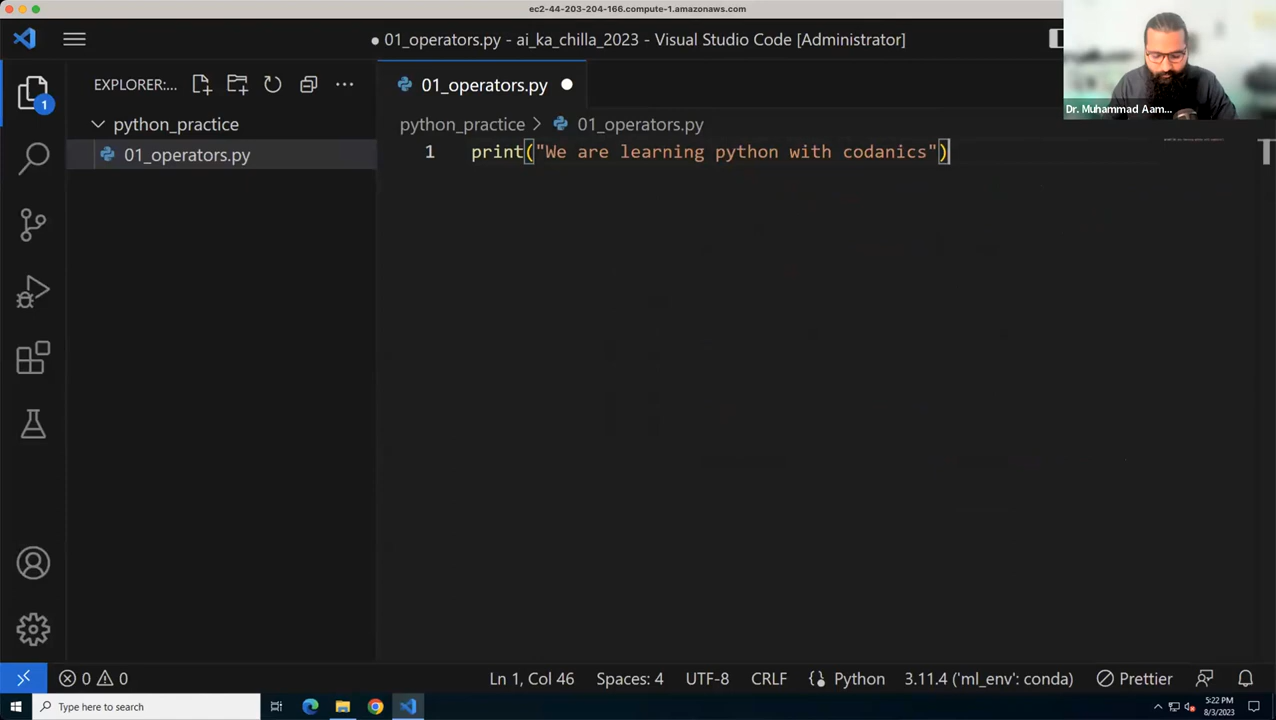 ec2-44-203-204-166.compute-1.amazonaws.com
● 01_operators.py - ai_ka_chilla_2023 - Visual Studio Code [Administrator]
EXPLORER:...
01_operators.py
Dr. Muhammad Aam...
1
python_practice
python_practice > 01_operators.py
01_operators.py
1 print("We are learning python with codanics")
0 0 Ln 1, Col 46 Spaces: 4 UTF-8 CRLF Python 3.11.4 ('ml_env': conda) Prettier
Type here to search
5:22 PM
8/3/2023